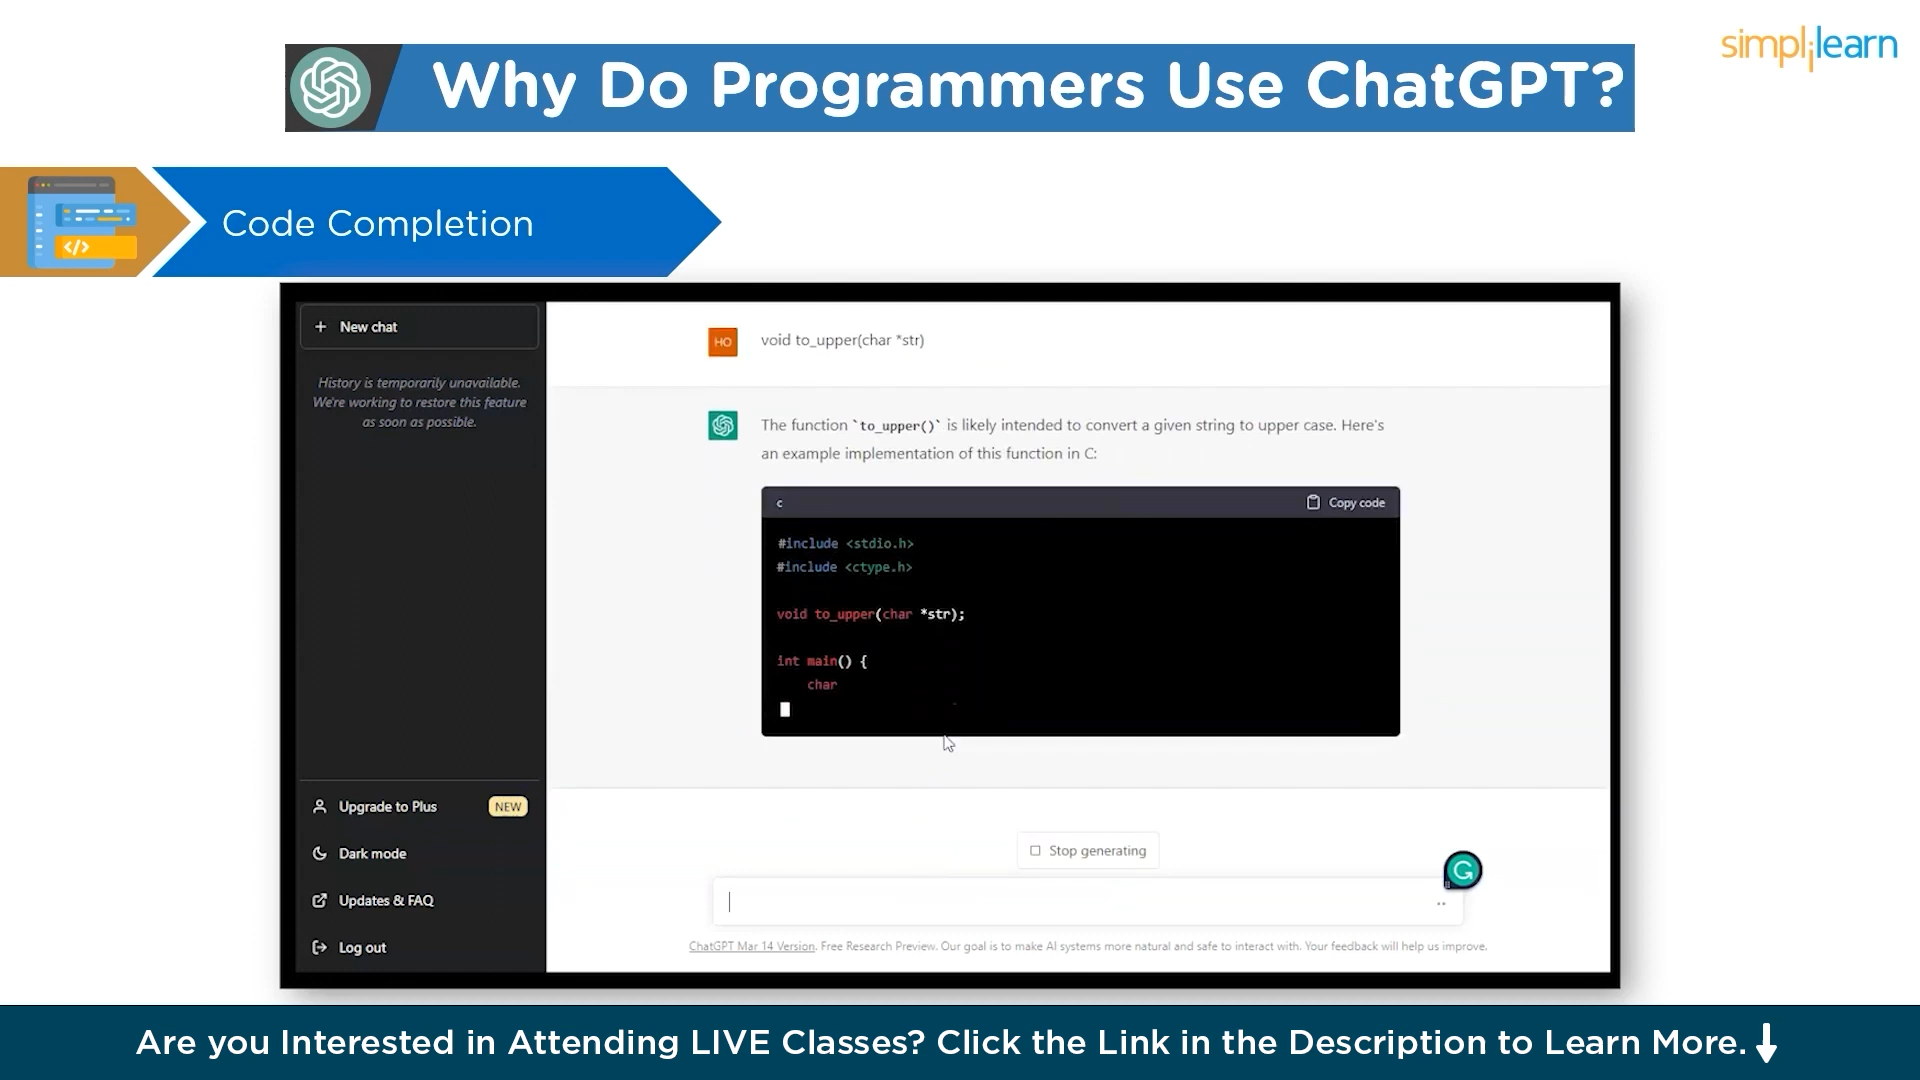 simplilearn
Why Do Programmers Use ChatGPT?
Code Completion
</>
+ New chat
History is temporarily unavailable.
We're working to restore this feature
as soon as possible.
Upgrade to Plus NEW
Dark mode
Updates & FAQ
Log out
HO void to_upper(char *str)
The function `to_upper()` is likely intended to convert a given string to upper case. Here's
an example implementation of this function in C:
c Copy code
#include <stdio.h>
#include <ctype.h>
void to_upper(char *str);
int main() {
char
Stop generating
G
ChatGPT Mar 14 Version. Free Research Preview. Our goal is to make AI systems more natural and safe to interact with. Your feedback will help us improve.
Are you Interested in Attending LIVE Classes? Click the Link in the Description to Learn More.